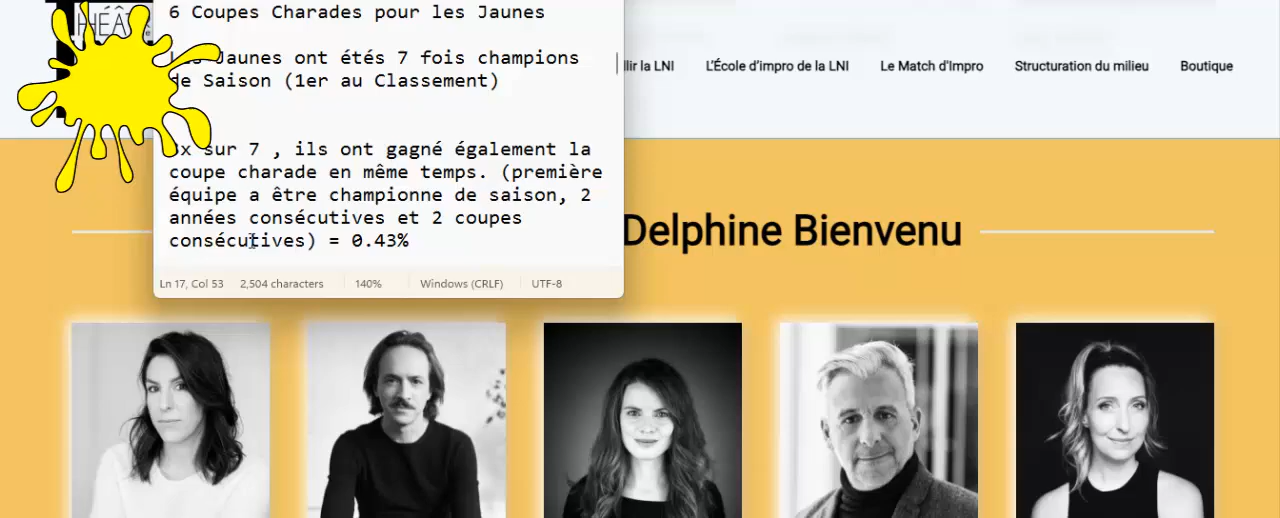 THÉÂTR
6 Coupes Charades pour les Jaunes
Jaunes ont étés 7 fois champions
de Saison (1er au Classement)
sur 7 , ils ont gagné également la
coupe charade en même temps. (première
équipe a être championne de saison, 2
années consécutives et 2 coupes
consécutives) = 0.43%
Ln 17, Col 53 2,504 characters 140% Windows (CRLF) UTF-8
llir la LNI L'École d'impro de la LNI Le Match d'Impro Structuration du milieu Boutique
Delphine Bienvenu